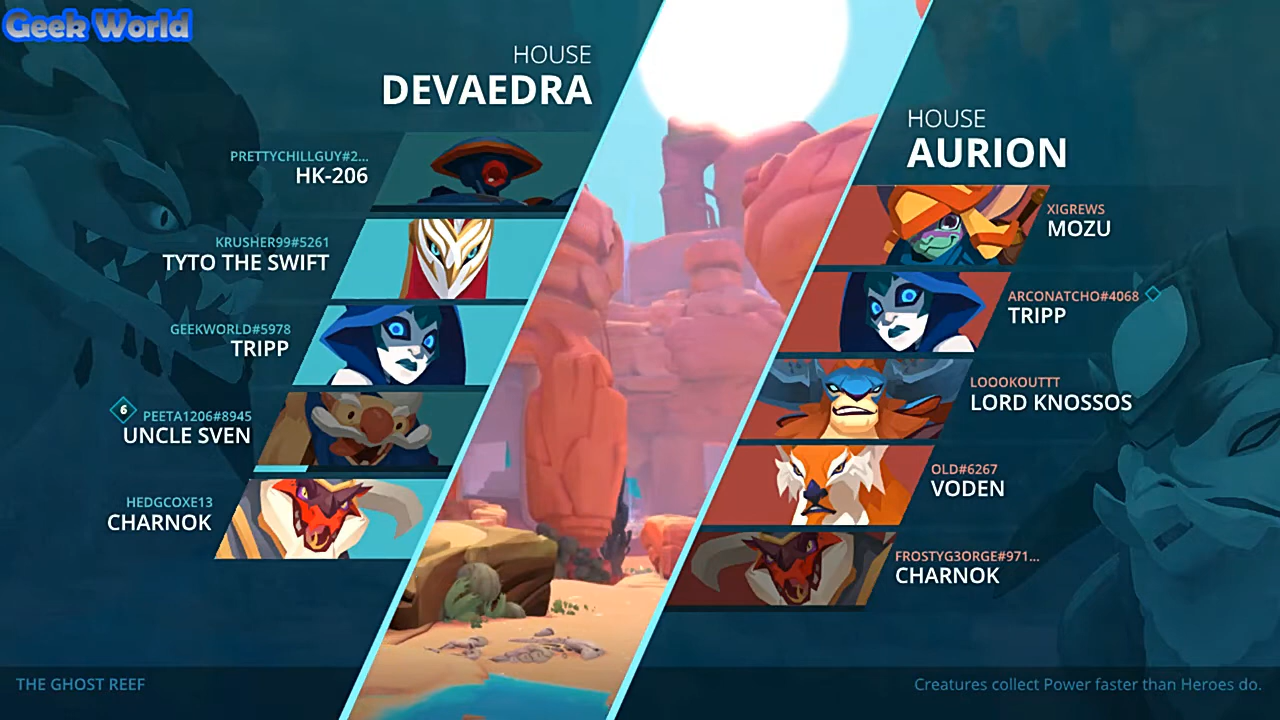 Geek World
HOUSE
DEVAEDRA
PRETTYCHILLGUY#2...
HK-206
KRUSHER99#5261
TYTO THE SWIFT
GEEKWORLD#5978
TRIPP
6
PEETA1206#8945
UNCLE SVEN
HEDGCOXE13
CHARNOK
HOUSE
AURION
XIGREWS
MOZU
ARCONATCHO#4068
TRIPP
LOOOKOUTTT
LORD KNOSSOS
OLD#6267
VODEN
FROSTYG3ORGE#971...
CHARNOK
THE GHOST REEF
Creatures collect Power faster than Heroes do.